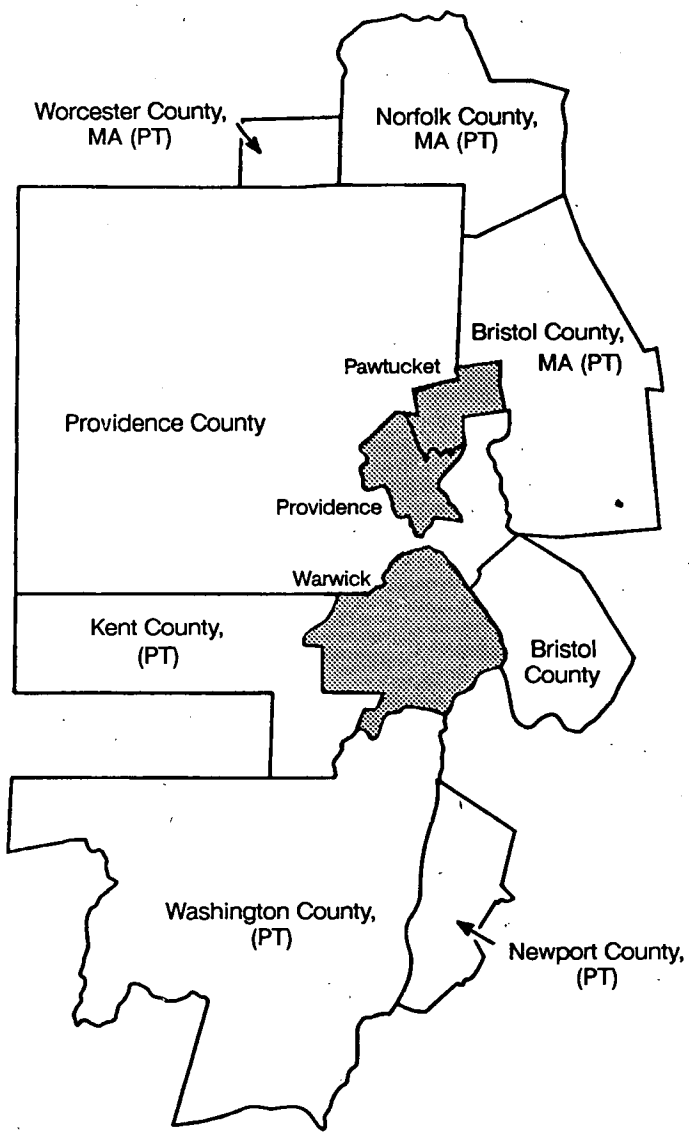 Worcester County,
MA (PT)
Norfolk County,
MA (PT)
Bristol County,
MA (PT)
Pawtucket
Providence County
Providence
Warwick
Kent County,
(PT)
Bristol
County
Washington County,
(PT)
Newport County,
(PT)